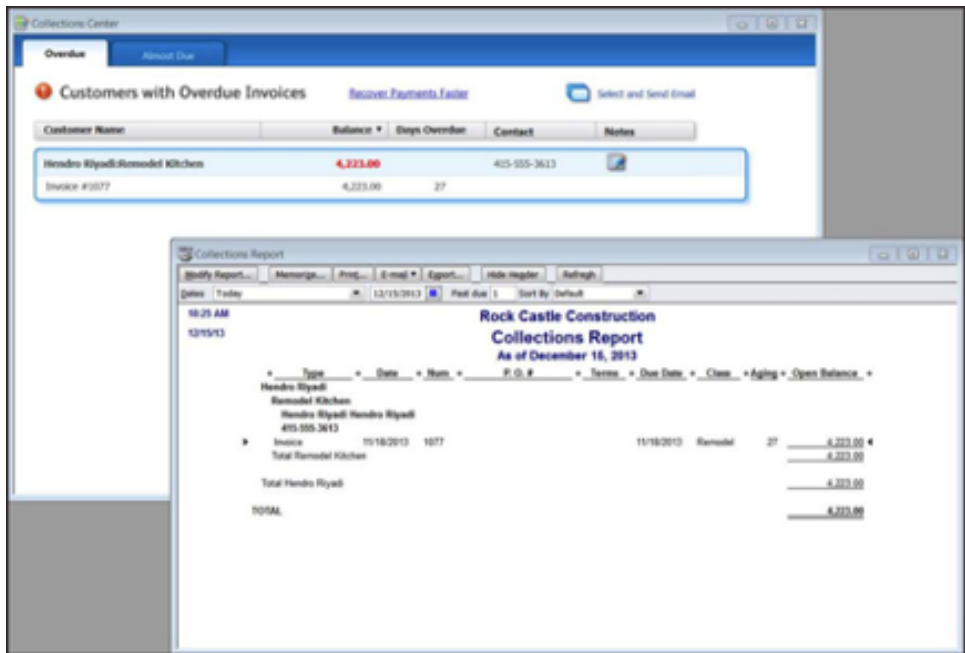 Collections Center
Overdue Almost Due
Customers with Overdue Invoices Recover Payments Faster Select and Send Email
Customer Name Balance Days Overdue Contact Notes
Hendro Riyadi:Remodel Kitchen 4,223.00 415-555-3613
Invoice #1077 4,223.00 27
Collections Report
Modify Report... Memorize... Print... E-mail Export... Hide Header Refresh
Dates Today 12/15/2013 Past due 1 Sort By Default
10:25 AM Rock Castle Construction
12/15/13 Collections Report
As of December 15, 2013
Type Date Num P. O. # Terms Due Date Class Aging Open Balance
Hendro Riyadi
Remodel Kitchen
Hendro Riyadi Hendro Riyadi
415-555-3613
Invoice 11/18/2013 1077 11/18/2013 Remodel 27 4,223.00
Total Remodel Kitchen 4,223.00
Total Hendro Riyadi 4,223.00
TOTAL 4,223.00